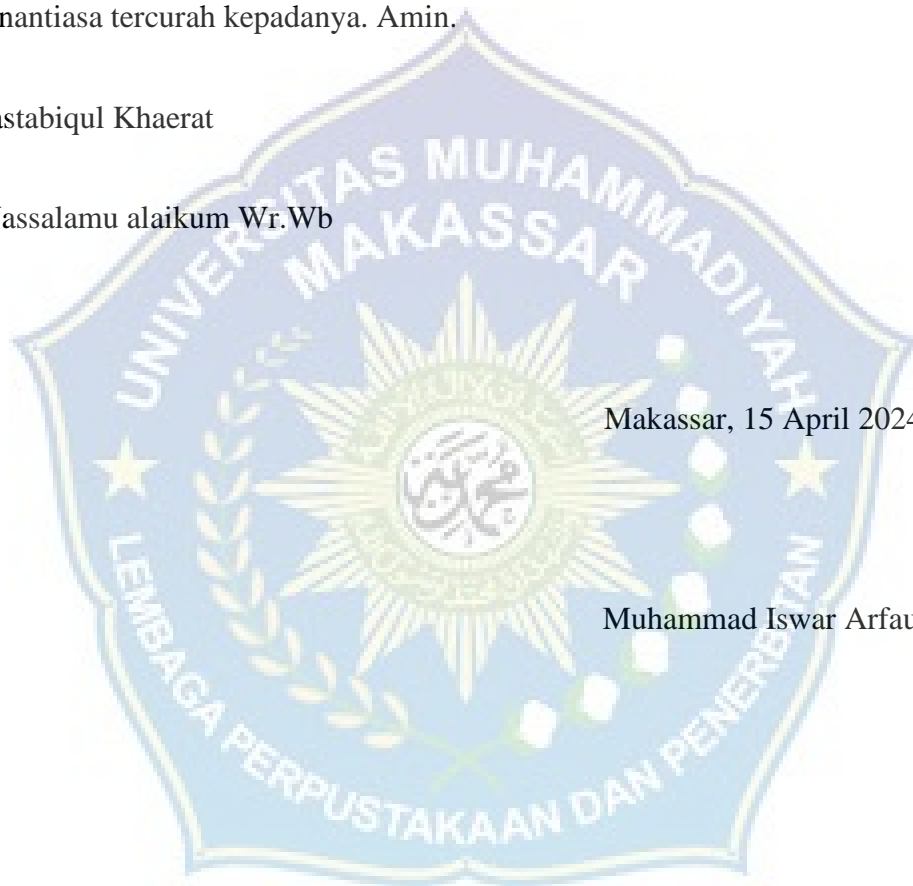 nantiasa tercurah kepadanya. Amin.
astabiqul Khaerat
assalamu alaikum Wr.Wb
UNIVERSITAS MUHAMMADIYAH
MAKASSAR
Makassar, 15 April 2024
Muhammad Iswar Arfau
LEMBAGA PERPUSTAKAAN DAN PENERBITAN